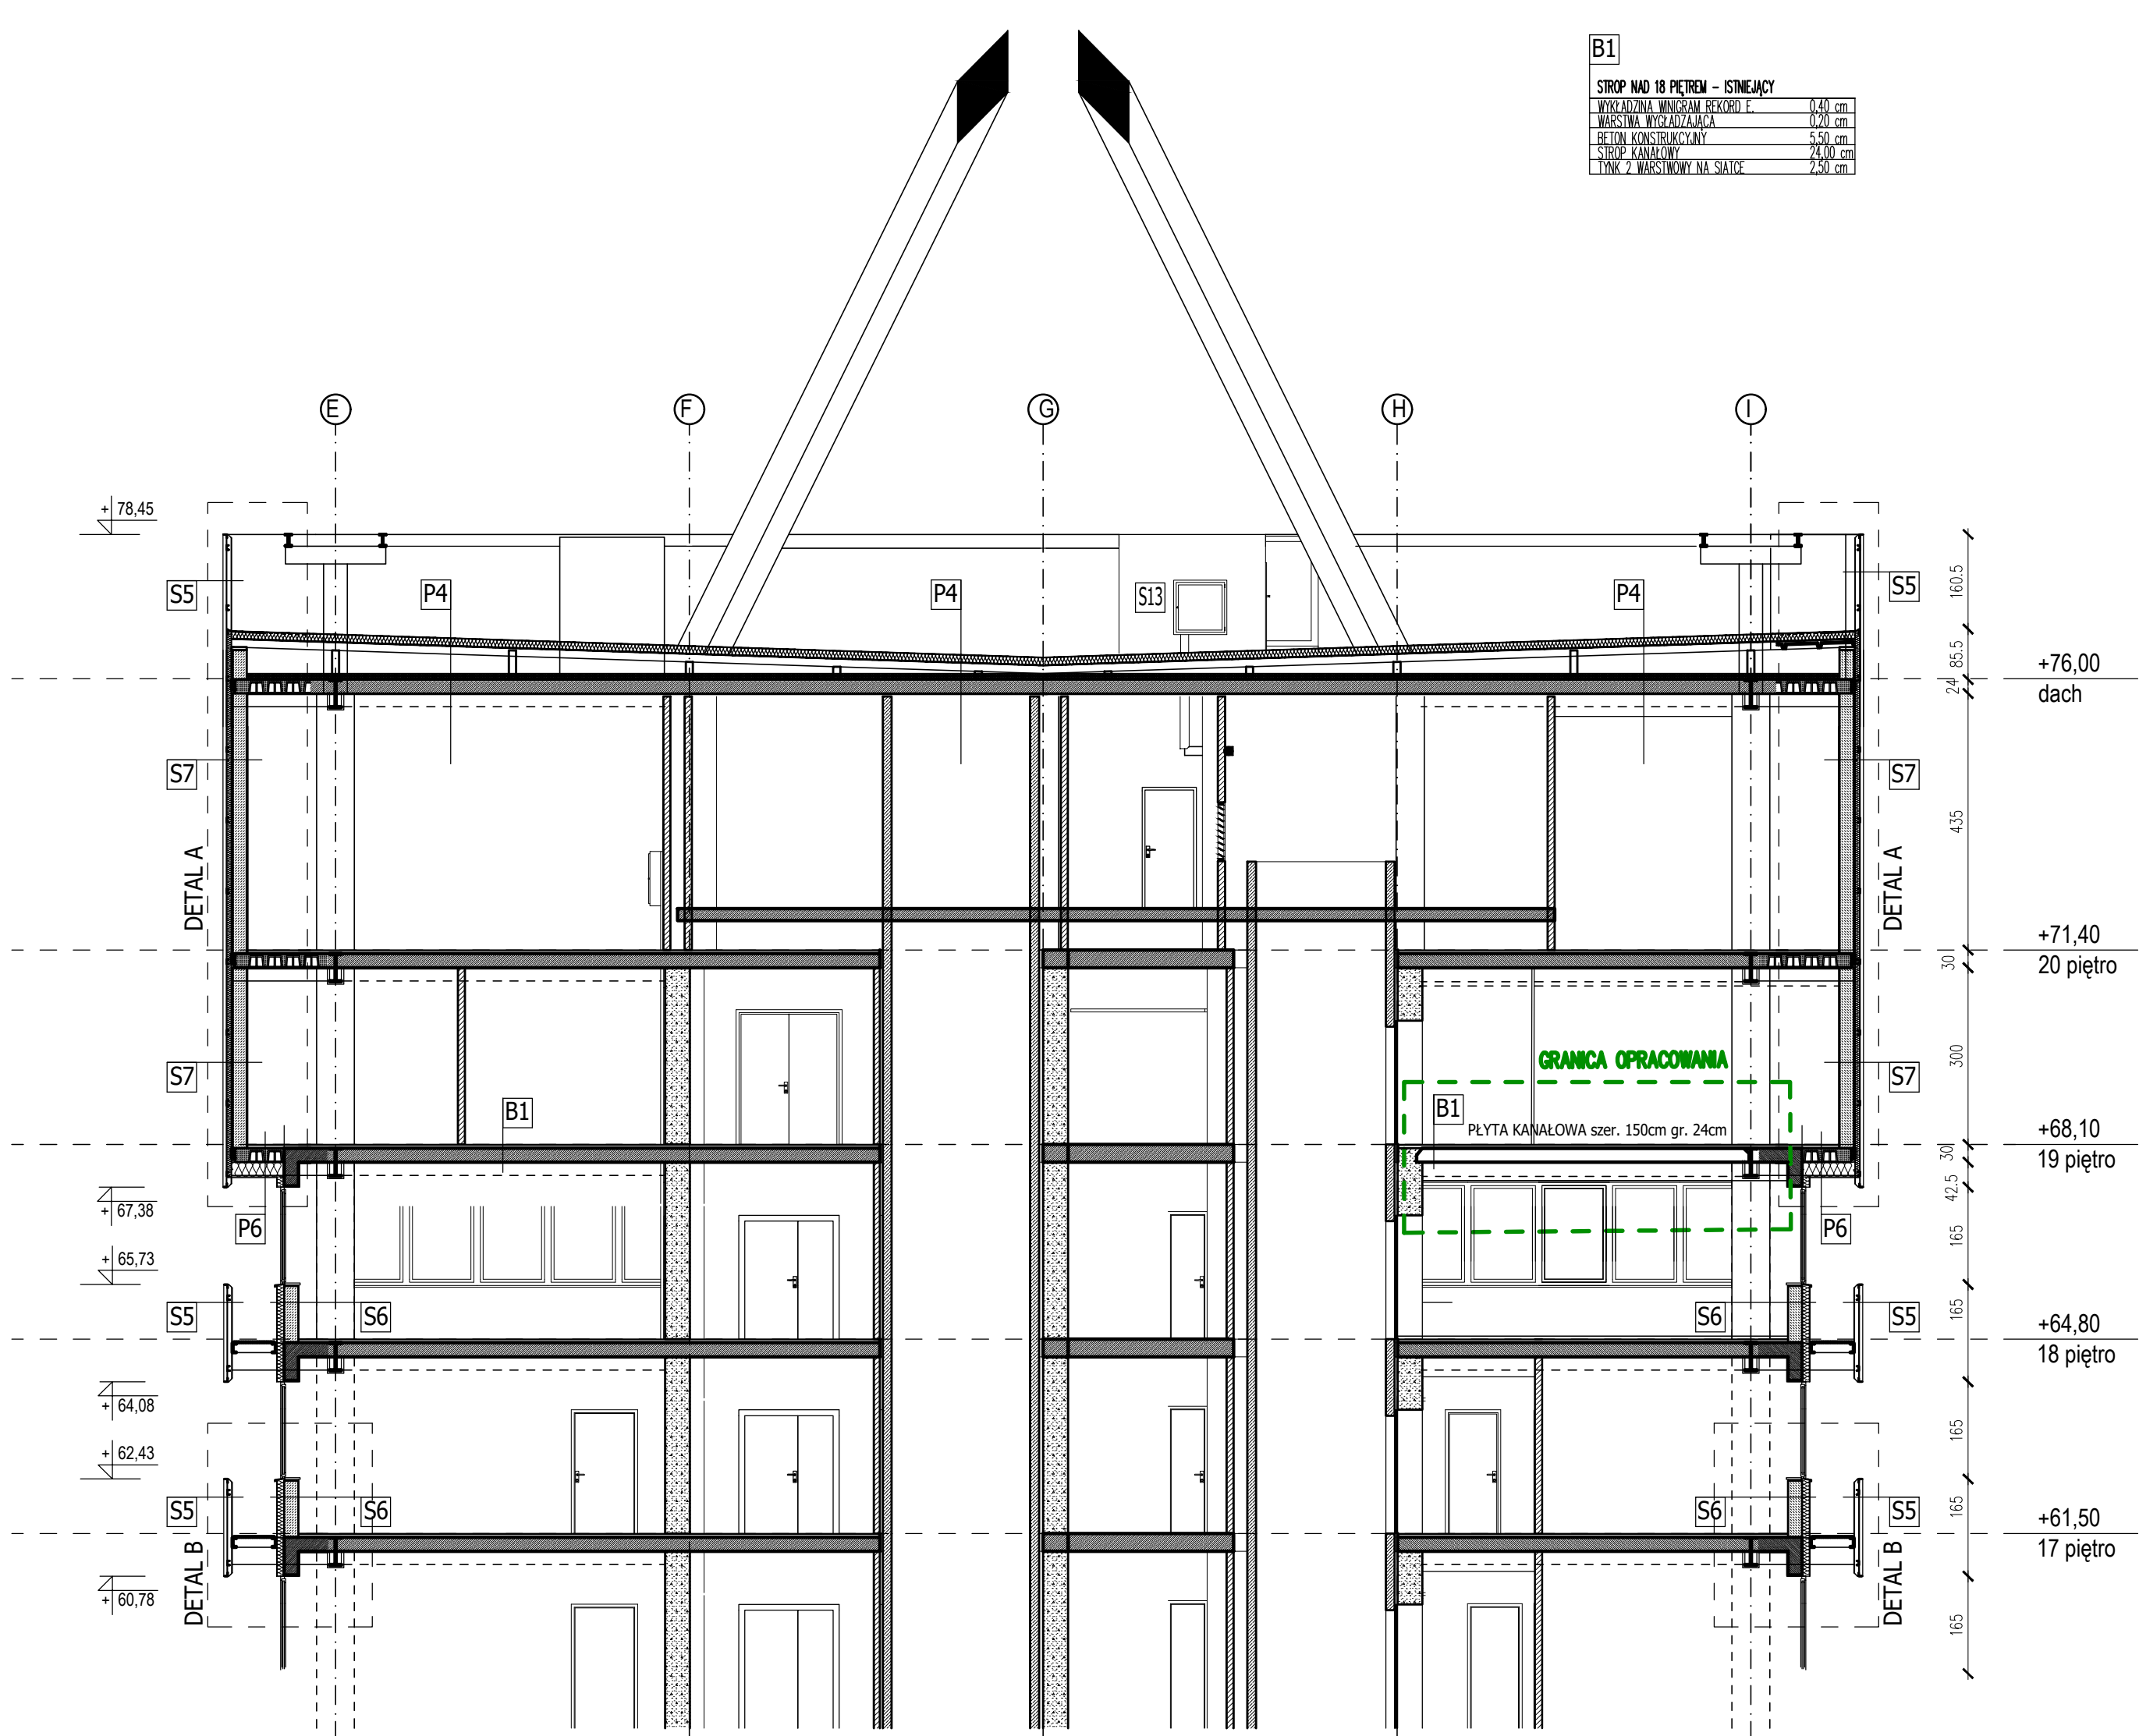 B1
STROP NAD 18 PIĘTREM – ISTNIEJĄCY
WYKŁADZINA WINIGRAM REKORD E. 0,40 cm
WARSTWA WYGŁADZAJĄCA 0,20 cm
BETON KONSTRUKCYJNY 5,50 cm
STROP KANAŁOWY 24,00 cm
TYNK 2 WARSTWOWY NA SIATCE 2,50 cm
E F G H I
+ 78,45
S5 P4 P4 S13 P4 S5
160.5
85.5
+76,00
24
dach
S7 S7
435
DETAL A DETAL A
+71,40
30
20 piętro
GRANICA OPRACOWANIA
300
S7 S7
B1 B1
PŁYTA KANAŁOWA szer. 150cm gr. 24cm
+68,10
30
19 piętro
42.5
+ 67,38
P6 P6
165
+ 65,73
S5 S6 S6 S5
165
+64,80
18 piętro
+ 64,08
165
+ 62,43
S5 S6 S6 S5
165
+61,50
17 piętro
DETAL B DETAL B
+ 60,78
165